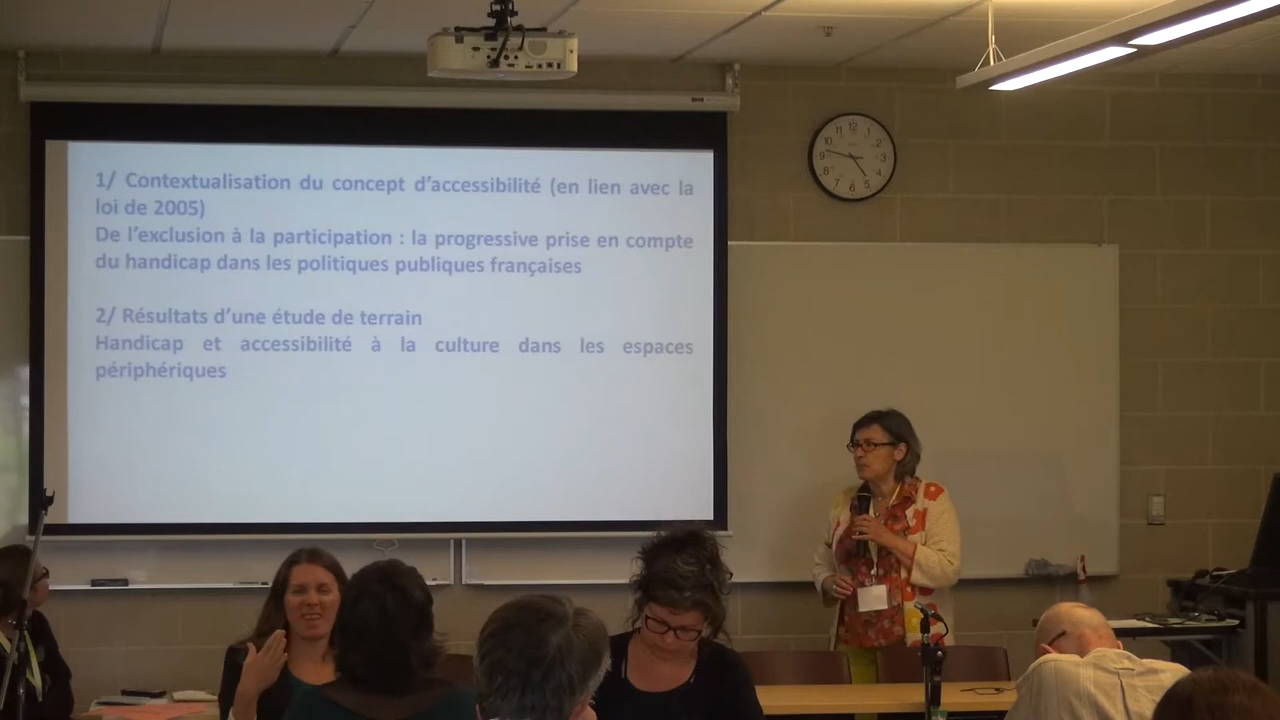 1/ Contextualisation du concept d'accessibilité (en lien avec la
loi de 2005)
De l'exclusion à la participation : la progressive prise en compte
du handicap dans les politiques publiques françaises
2/ Résultats d'une étude de terrain
Handicap et accessibilité à la culture dans les espaces
périphériques